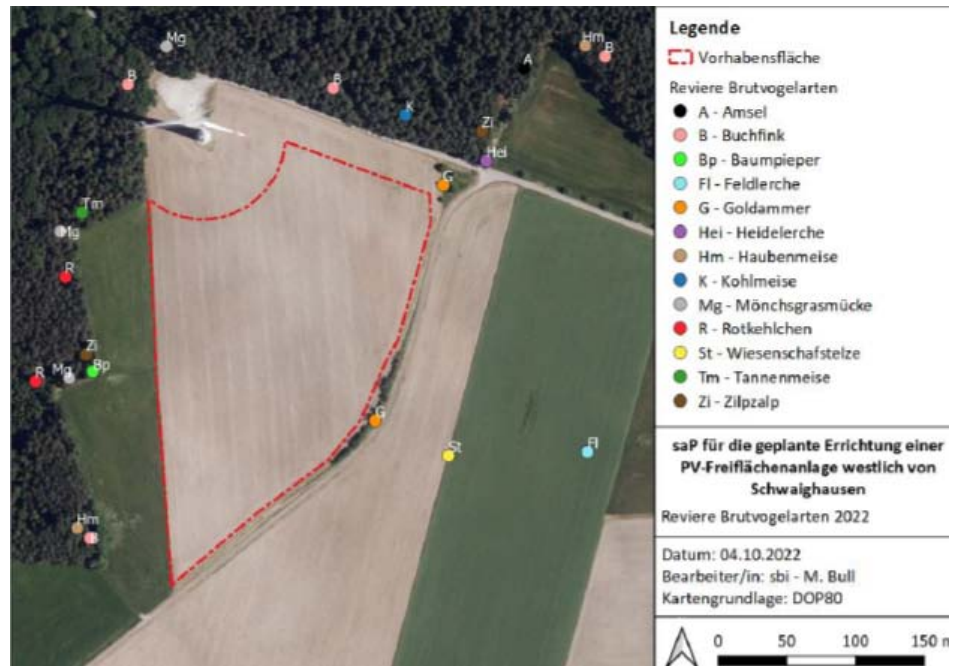 Mg
Hm
B
B
B
A
K
Zi
Hei
G
Tm
Mg
R
Zi
Bp
Mg
R
G
St
Fl
Hm
B
Legende
Vorhabensfläche
Reviere Brutvogelarten
A - Amsel
B - Buchfink
Bp - Baumpieper
Fl - Feldlerche
G - Goldammer
Hei - Heidelerche
Hm - Haubenmeise
K - Kohlmeise
Mg - Mönchsgrasmücke
R - Rotkehlchen
St - Wiesenschafstelze
Tm - Tannenmeise
Zi - Zilpzalp
saP für die geplante Errichtung einer
PV-Freiflächenanlage westlich von
Schwaighausen
Reviere Brutvogelarten 2022
Datum: 04.10.2022
Bearbeiter/in: sbi - M. Bull
Kartengrundlage: DOP80
0 50 100 150 m